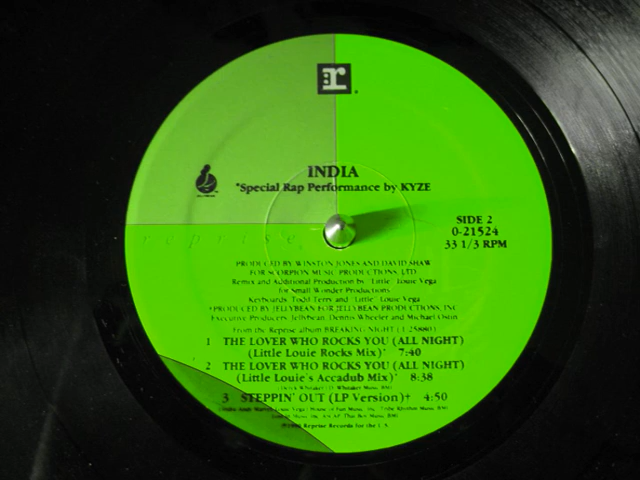 r
INDIA
*Special Rap Performance by KYZE
SIDE 2
0-21524
33 1/3 RPM
reprise
PRODUCED BY WINSTON JONES AND DAVID SHAW
FOR SCORPION MUSIC PRODUCTIONS, LTD.
Remix and Additional Production by "Little" Louie Vega
for Small Wonder Productions
Keyboards: Todd Terry and "Little" Louie Vega
PRODUCED BY JELLYBEAN FOR JELLYBEAN PRODUCTIONS, INC.
Executive Producers: Jellybean, Dennis Wheeler and Michael Ostin
From the Reprise album BREAKING NIGHT (1-25880)
1 THE LOVER WHO ROCKS YOU (ALL NIGHT)
(Little Louie Rocks Mix)* 7:40
2 THE LOVER WHO ROCKS YOU (ALL NIGHT)
(Little Louie's Accadub Mix)* 8:38
3 STEPPIN' OUT (LP Version)† 4:50
Reprise Records for the U.S.